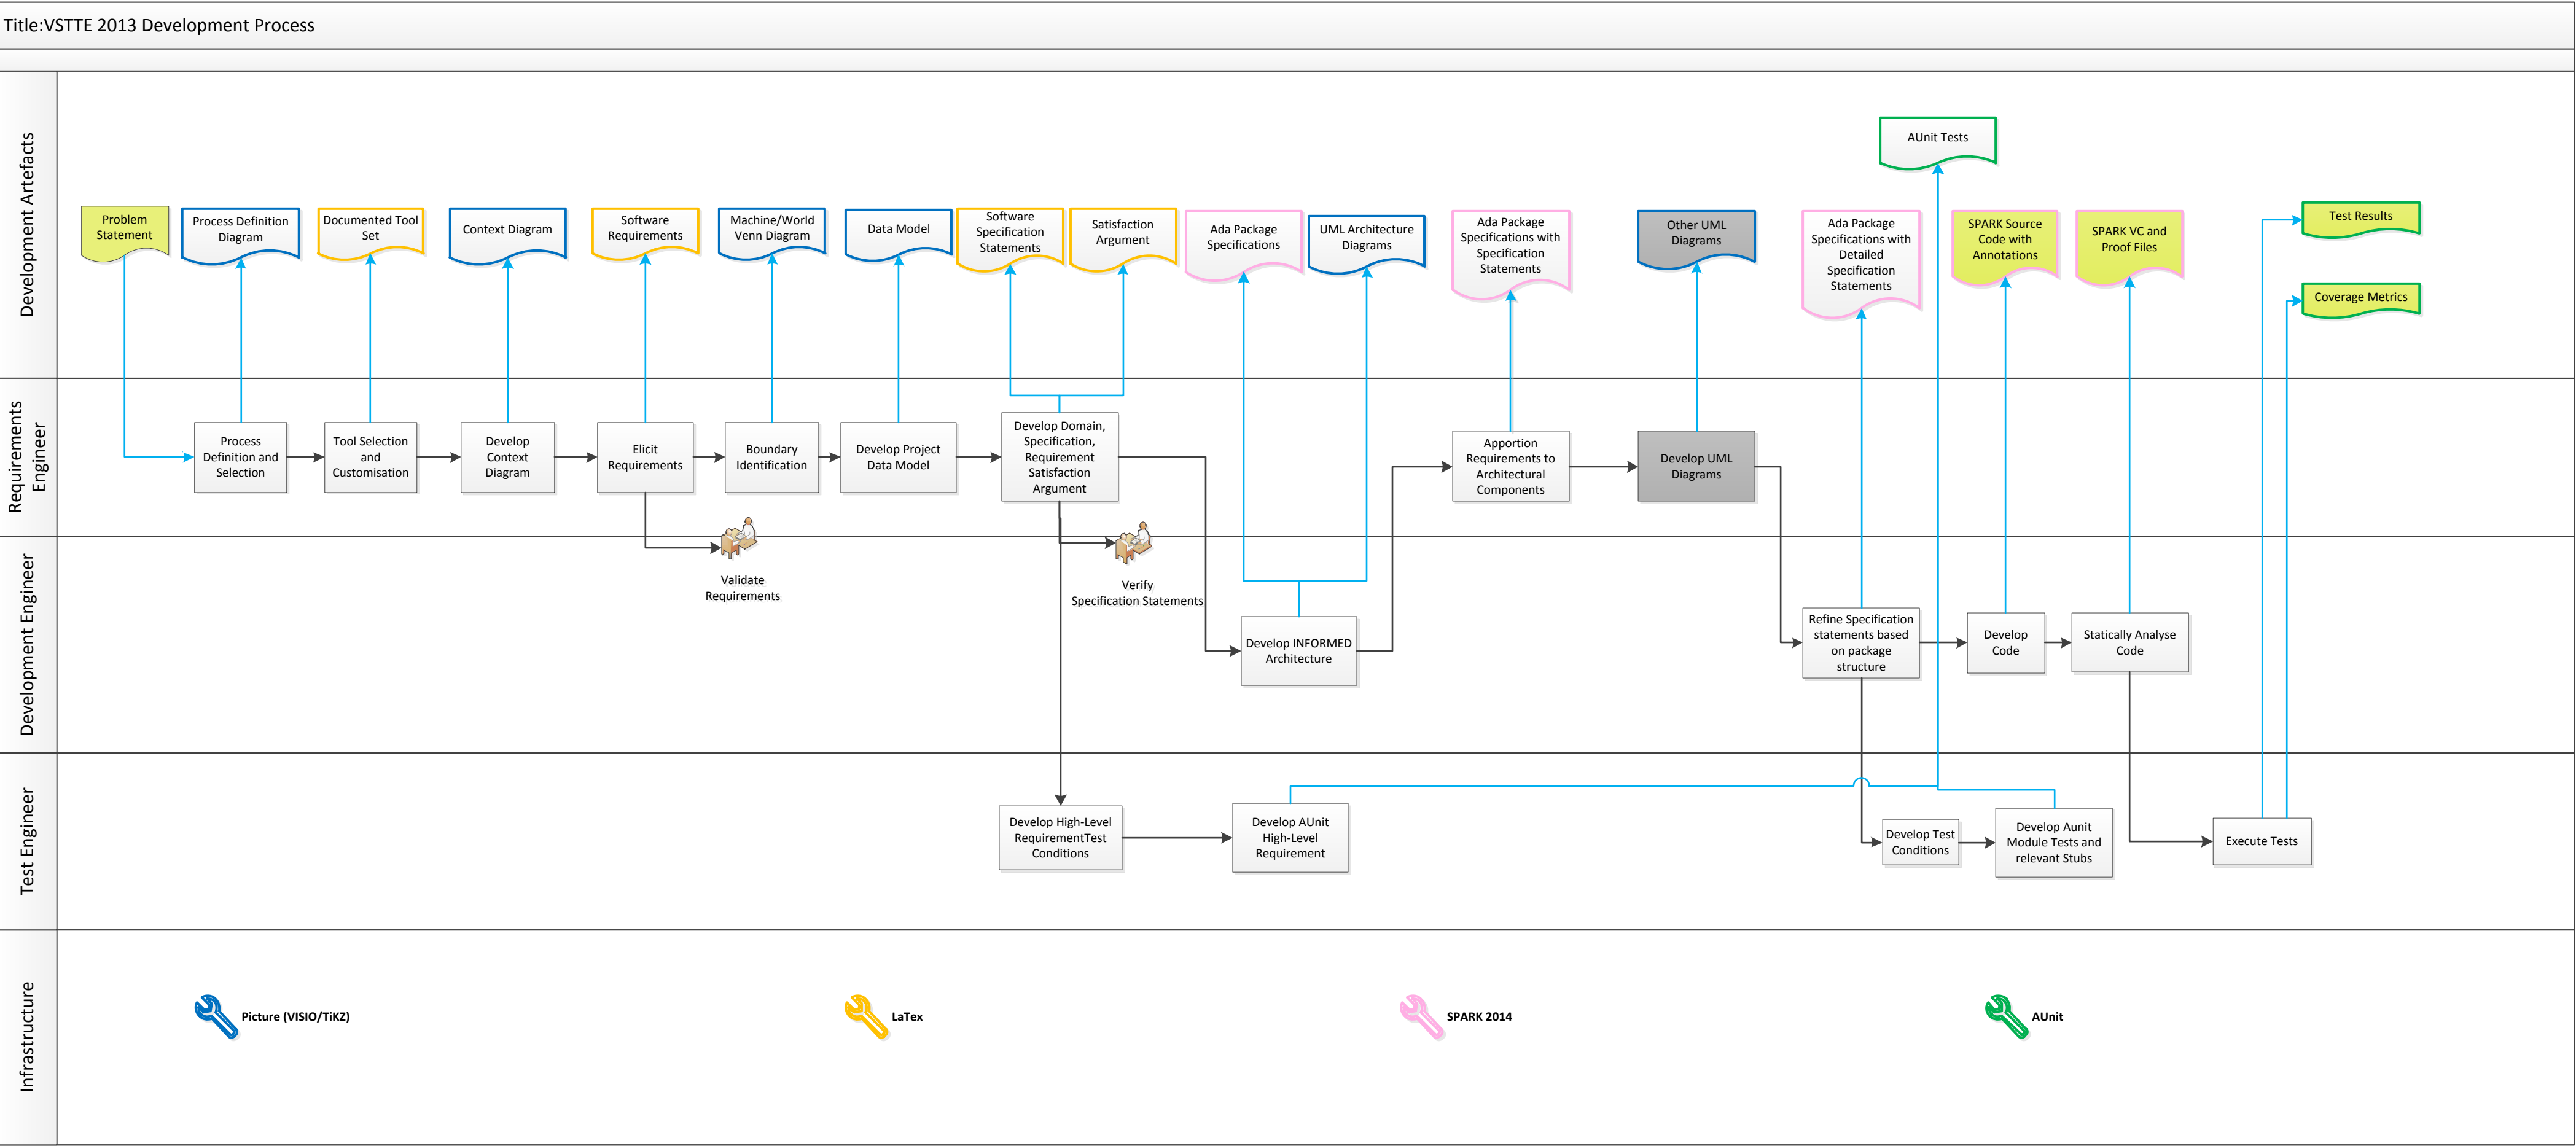 Title:VSTTE 2013 Development Process
Development Artefacts
AUnit Tests
Problem
Statement
Process Definition
Diagram
Documented Tool
Set
Context Diagram
Software
Requirements
Machine/World
Venn Diagram
Data Model
Software
Specification
Statements
Satisfaction
Argument
Ada Package
Specifications
UML Architecture
Diagrams
Ada Package
Specifications with
Specification
Statements
Other UML
Diagrams
Ada Package
Specifications with
Detailed
Specification
Statements
SPARK Source
Code with
Annotations
SPARK VC and
Proof Files
Test Results
Coverage Metrics
Requirements
Engineer
Process
Definition and
Selection
Tool Selection
and
Customisation
Develop
Context
Diagram
Elicit
Requirements
Boundary
Identification
Develop Project
Data Model
Develop Domain,
Specification,
Requirement
Satisfaction
Argument
Apportion
Requirements to
Architectural
Components
Develop UML
Diagrams
Development Engineer
Validate
Requirements
Verify
Specification Statements
Develop INFORMED
Architecture
Refine Specification
statements based
on package
structure
Develop
Code
Statically Analyse
Code
Test Engineer
Develop High-Level
RequirementTest
Conditions
Develop AUnit
High-Level
Requirement
Develop Test
Conditions
Develop Aunit
Module Tests and
relevant Stubs
Execute Tests
Infrastructure
Picture (VISIO/TiKZ)
LaTex
SPARK 2014
AUnit